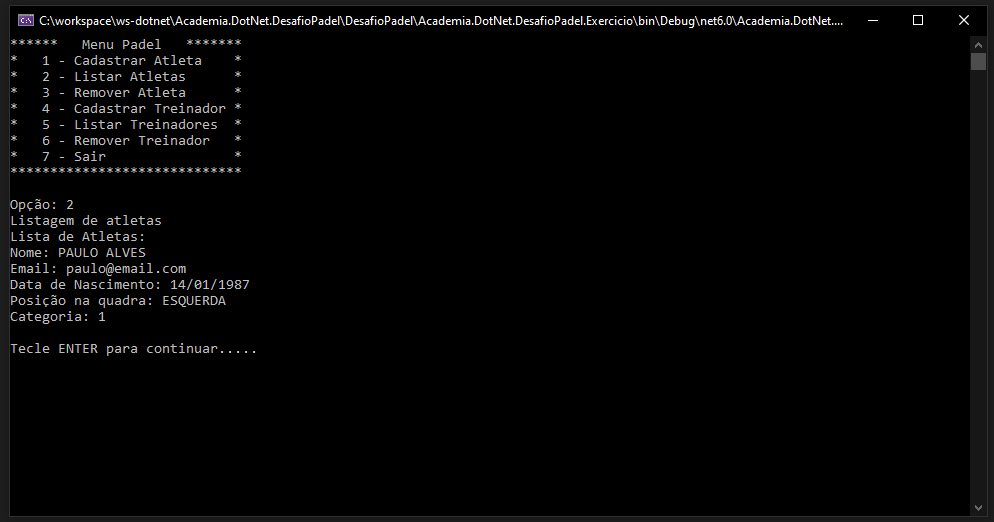 C:\workspace\ws-dotnet\Academia.DotNet.DesafioPadel\DesafioPadel\Academia.DotNet.DesafioPadel.Exercicio\bin\Debug\net6.0\Academia.DotNet....
******   Menu Padel   *******
*   1 - Cadastrar Atleta    *
*   2 - Listar Atletas      *
*   3 - Remover Atleta      *
*   4 - Cadastrar Treinador *
*   5 - Listar Treinadores  *
*   6 - Remover Treinador   *
*   7 - Sair                *
*****************************
Opção: 2
Listagem de atletas
Lista de Atletas:
Nome: PAULO ALVES
Email: paulo@email.com
Data de Nascimento: 14/01/1987
Posição na quadra: ESQUERDA
Categoria: 1
Tecle ENTER para continuar.....